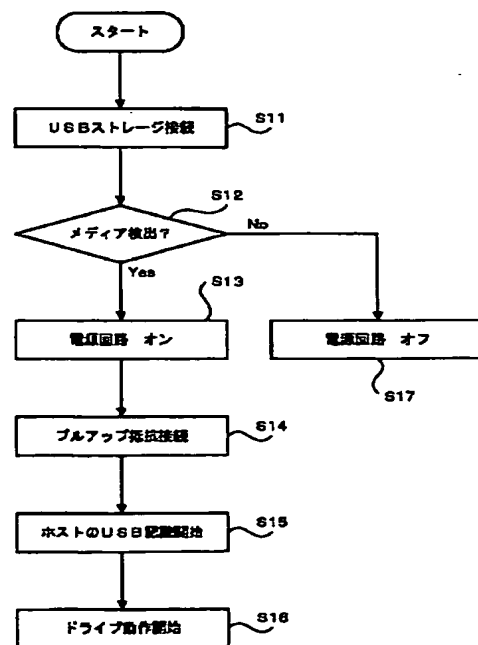 スタート
USBストレージ接続
S11
メディア検出?
S12
No
Yes
電源回路 オン
S13
電源回路 オフ
S17
プルアップ抵抗接続
S14
ホストのUSB認識開始
S15
ドライブ動作開始
S16